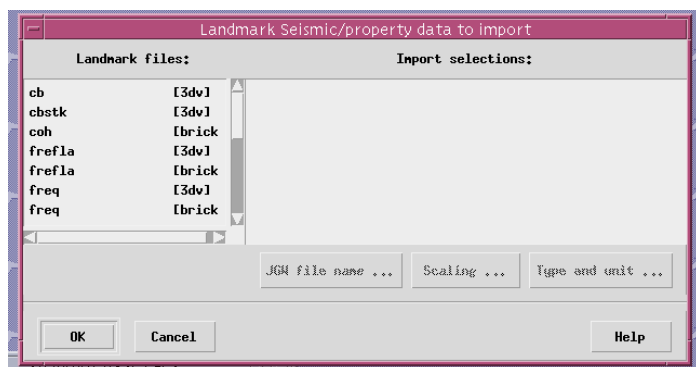 Landmark Seismic/property data to import
Landmark files:
Import selections:
cb [3dv]
cbstk [3dv]
coh [brick
frefla [3dv]
frefla [brick
freq [3dv]
freq [brick
JGW file name ...
Scaling ...
Type and unit ...
OK
Cancel
Help